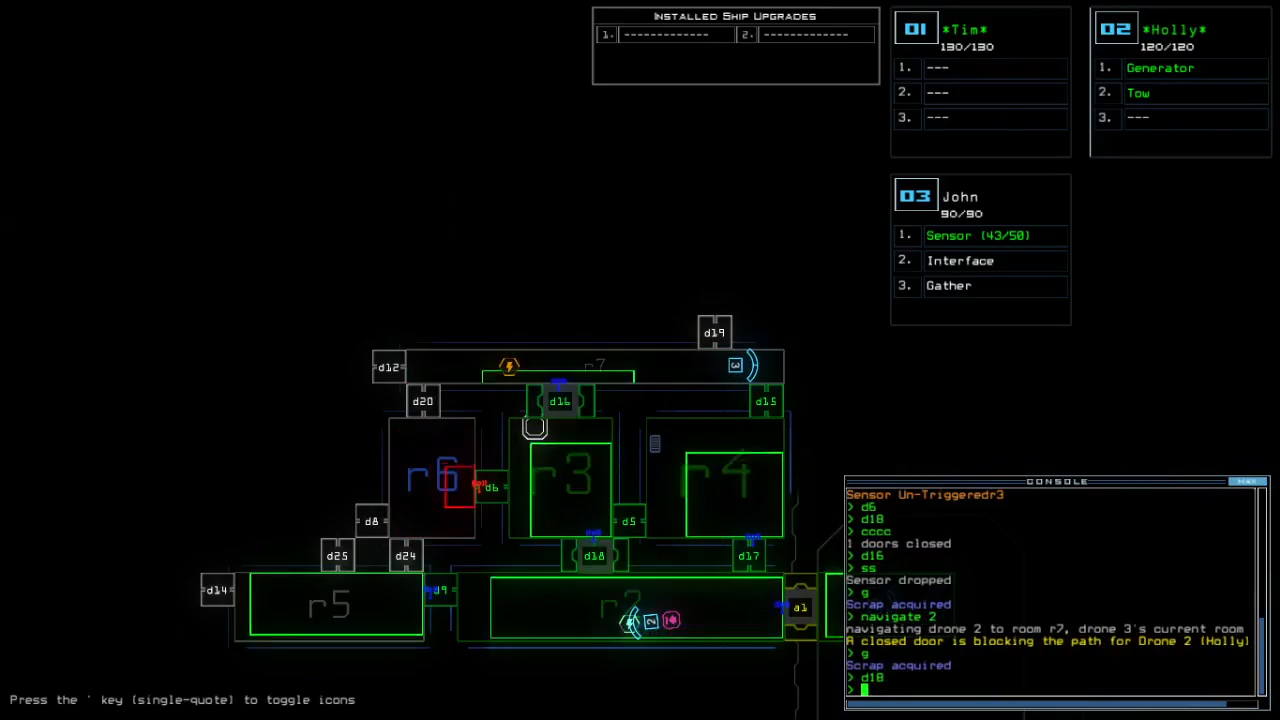 Installed Ship Upgrades
1. ------------- 2. -------------
01 *Tim*
130/130
1. ---
2. ---
3. ---
02 *Holly*
120/120
1. Generator
2. Tow
3. ---
03 John
90/90
1. Sensor (43/50)
2. Interface
3. Gather
d19
d12
r7
3
d20
d16
d15
r6
d6
r3
r4
d8
d5
d25
d24
d18
d17
d14
r5
d9
r2
2
a1
CONSOLE
MAX
Sensor Un-Triggeredr3
> d6
> d18
> cccc
1 doors closed
> d16
> ss
Sensor dropped
> g
Scrap acquired
> navigate 2
navigating drone 2 to room r7, drone 3's current room
A closed door is blocking the path for Drone 2 (Holly)
> g
Scrap acquired
> d18
>
Press the ' key (single-quote) to toggle icons